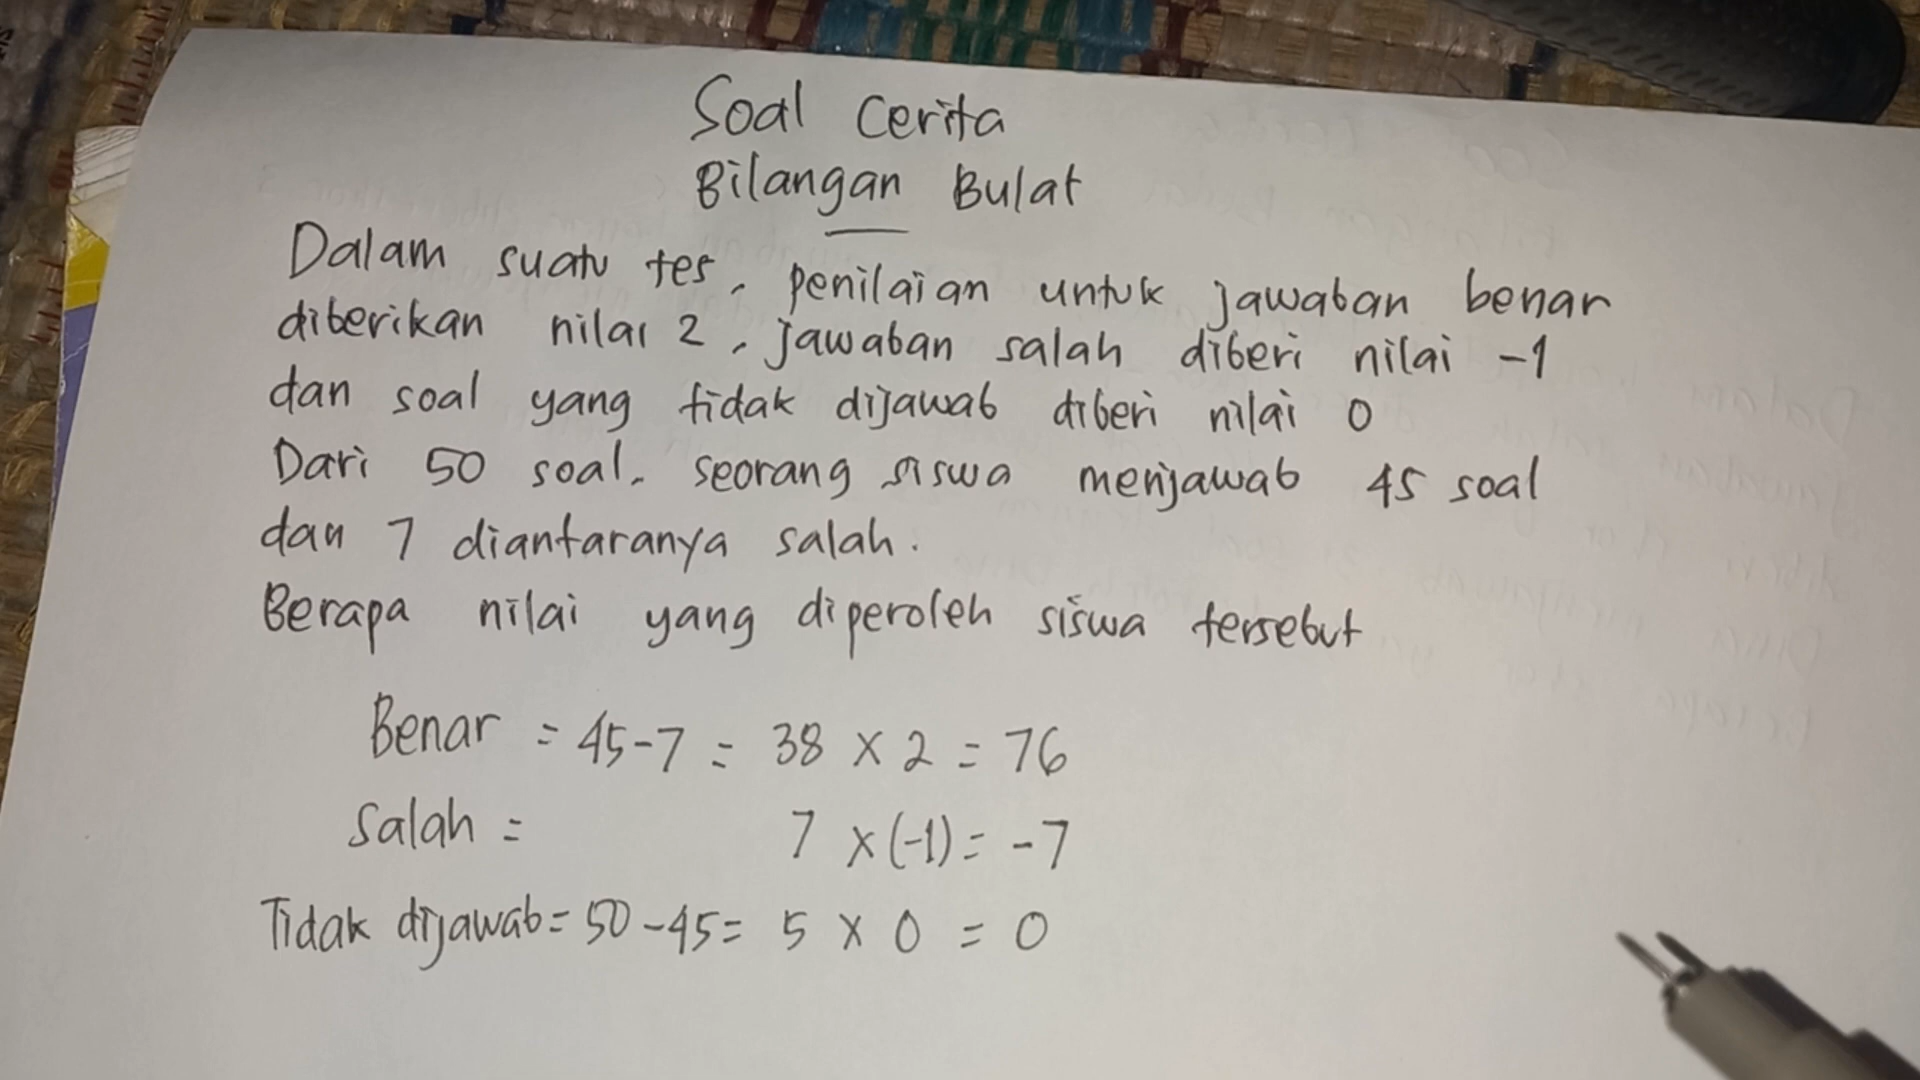 Soal Cerita
Bilangan Bulat
Dalam suatu tes, penilaian untuk jawaban benar
diberikan nilai 2, jawaban salah diberi nilai -1
dan soal yang tidak dijawab diberi nilai 0
Dari 50 soal, seorang siswa menjawab 45 soal
dan 7 diantaranya salah.
Berapa nilai yang diperoleh siswa tersebut
Benar = 45-7 = 38 x 2 = 76
Salah = 7 x (-1) = -7
Tidak dijawab = 50-45 = 5 x 0 = 0